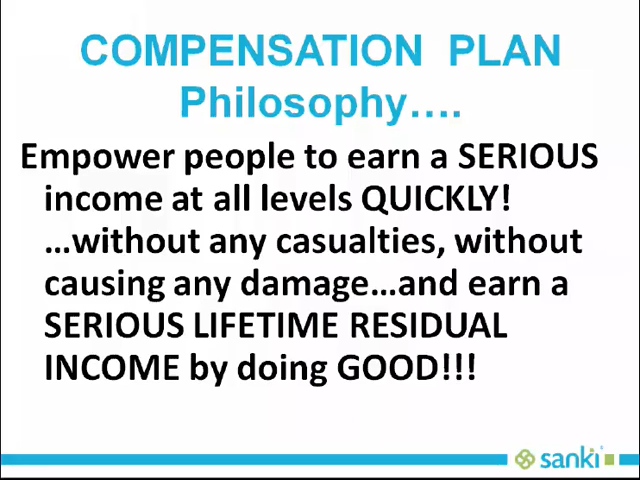 COMPENSATION PLAN
Philosophy….
Empower people to earn a SERIOUS
income at all levels QUICKLY!
…without any casualties, without
causing any damage…and earn a
SERIOUS LIFETIME RESIDUAL
INCOME by doing GOOD!!!
sanki